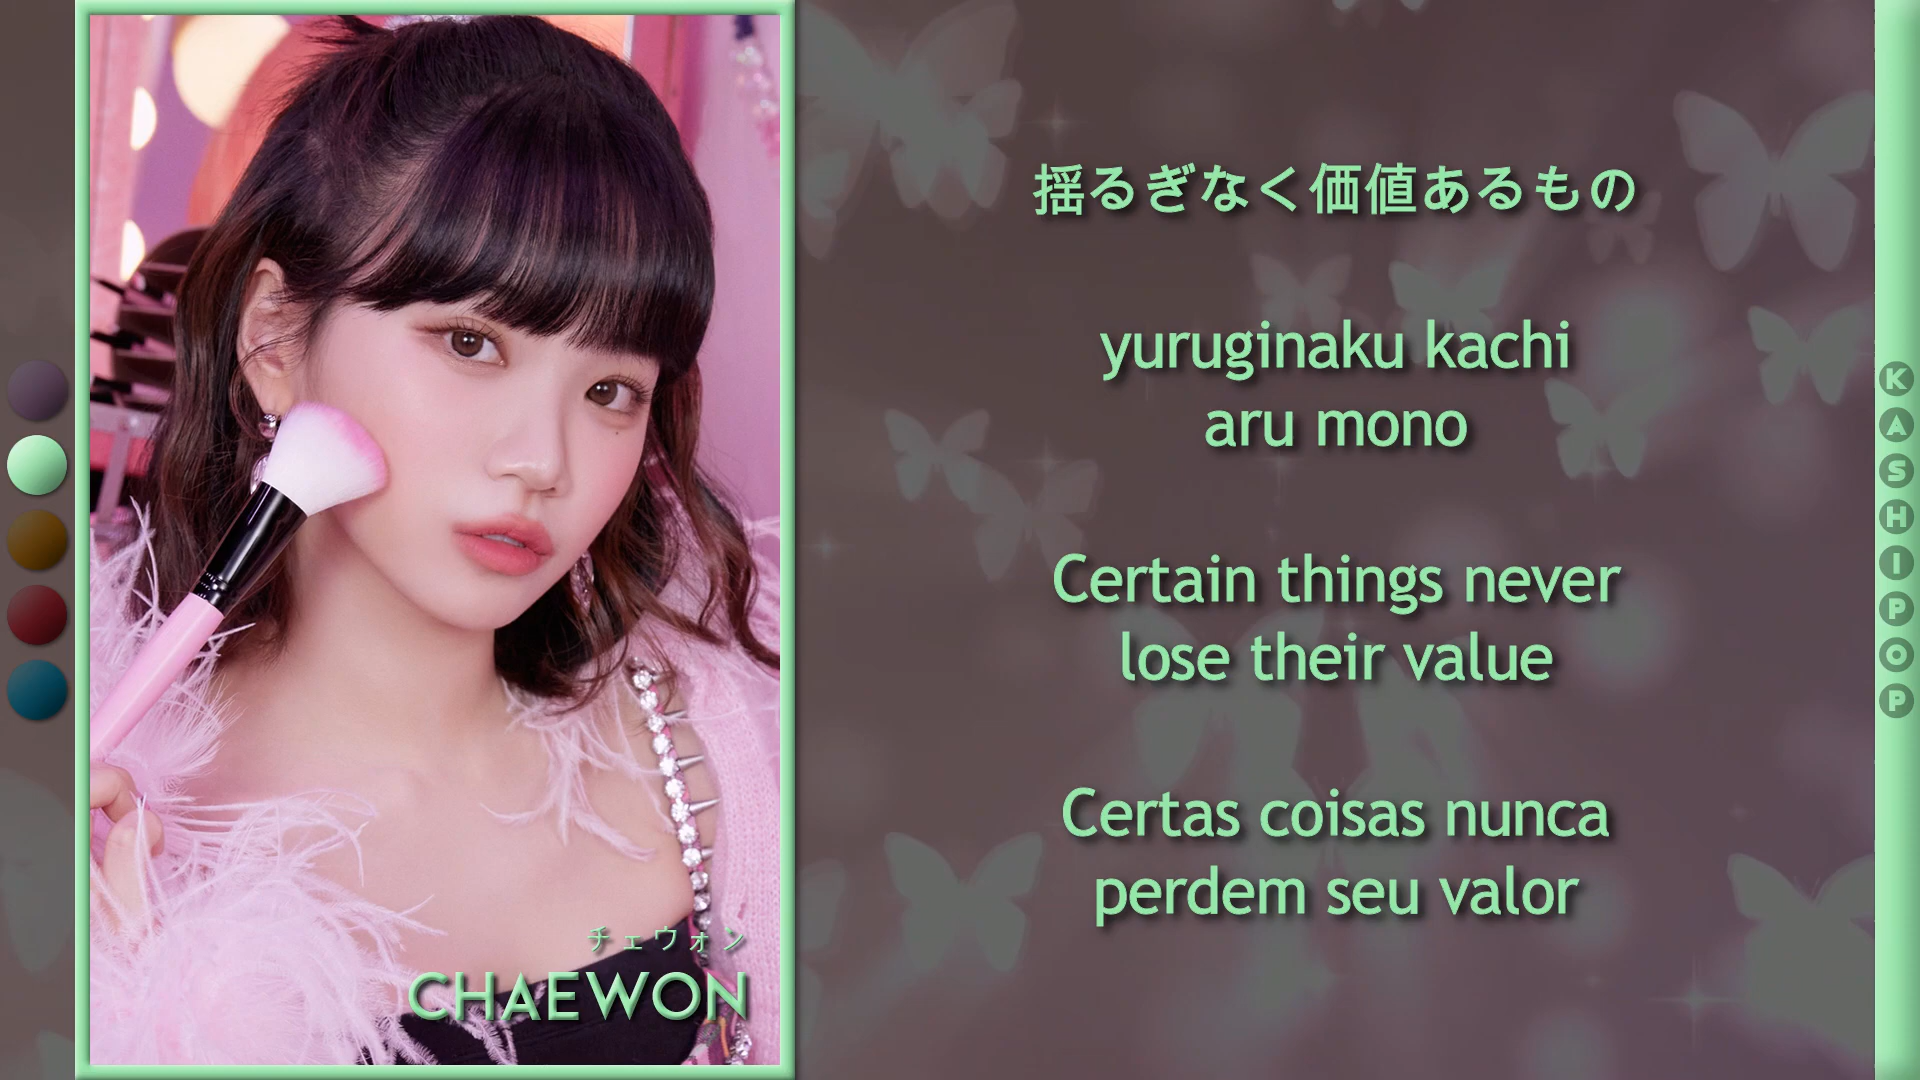 揺るぎなく価値あるもの
yuruginaku kachi
aru mono
Certain things never
lose their value
Certas coisas nunca
perdem seu valor
チェウォン
CHAEWON
KASHIPOP